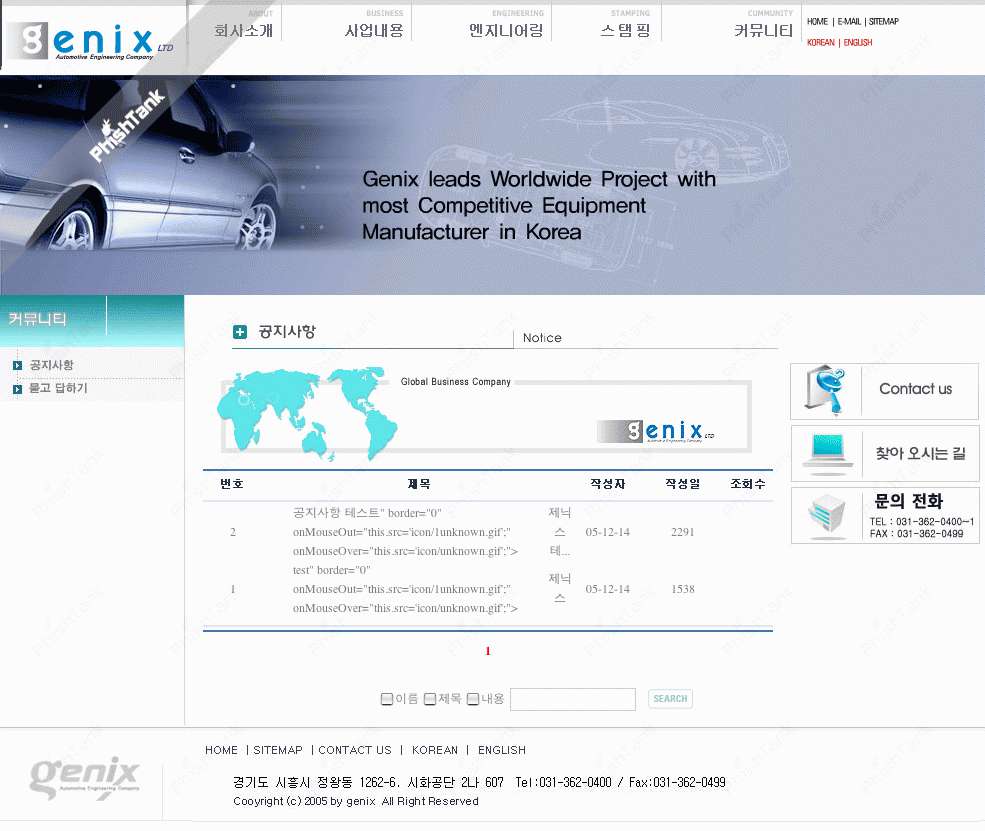 genix LTD
Automotive Engineering Company
ABOUT
회사소개
BUSINESS
사업내용
ENGINEERING
엔지니어링
STAMPING
스 탬 핑
COMMUNITY
커뮤니티
HOME | E-MAIL | SITEMAP
KOREAN | ENGLISH
PhishTank
Genix leads Worldwide Project with
most Competitive Equipment
Manufacturer in Korea
커뮤니티
공지사항
묻고 답하기
공지사항
Notice
Global Business Company
genix LTD
Contact us
찾아 오시는 길
문의 전화
TEL : 031-362-0400~1
FAX : 031-362-0499
번호 제목 작성자 작성일 조회수
공지사항 테스트" border="0"
onMouseOut="this.src='icon/1unknown.gif';"
onMouseOver="this.src='icon/unknown.gif';">
2 제닉스테... 05-12-14 2291
test" border="0"
onMouseOut="this.src='icon/1unknown.gif';"
onMouseOver="this.src='icon/unknown.gif';">
1 제닉스 05-12-14 1538
1
이름 제목 내용 SEARCH
HOME | SITEMAP | CONTACT US | KOREAN | ENGLISH
genix
Automotive Engineering Company
경기도 시흥시 정왕동 1262-6. 시화공단 2나 607 Tel:031-362-0400 / Fax:031-362-0499
Copyright (c) 2005 by genix All Right Reserved